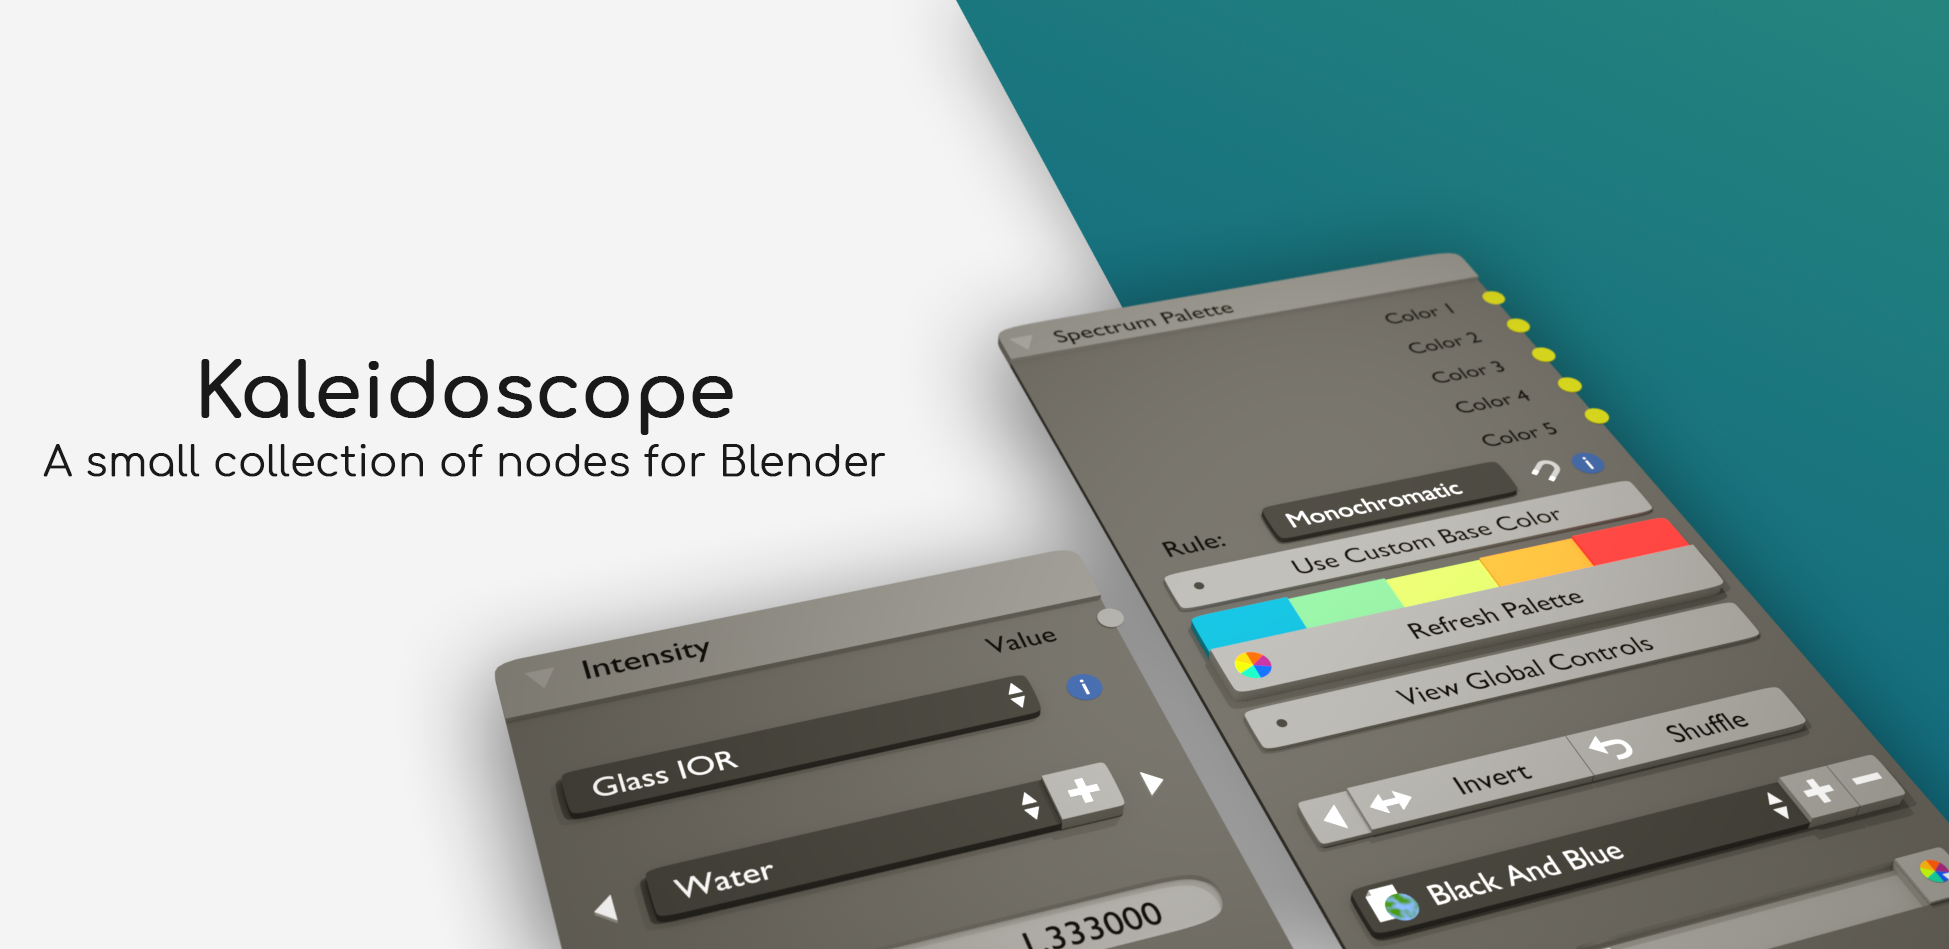 Kaleidoscope
A small collection of nodes for Blender
Spectrum Palette
Color 1
Color 2
Color 3
Color 4
Color 5
Rule:
Monochromatic
Use Custom Base Color
Refresh Palette
View Global Controls
Invert
Shuffle
Black And Blue
Intensity
Value
Glass IOR
Water
1.333000